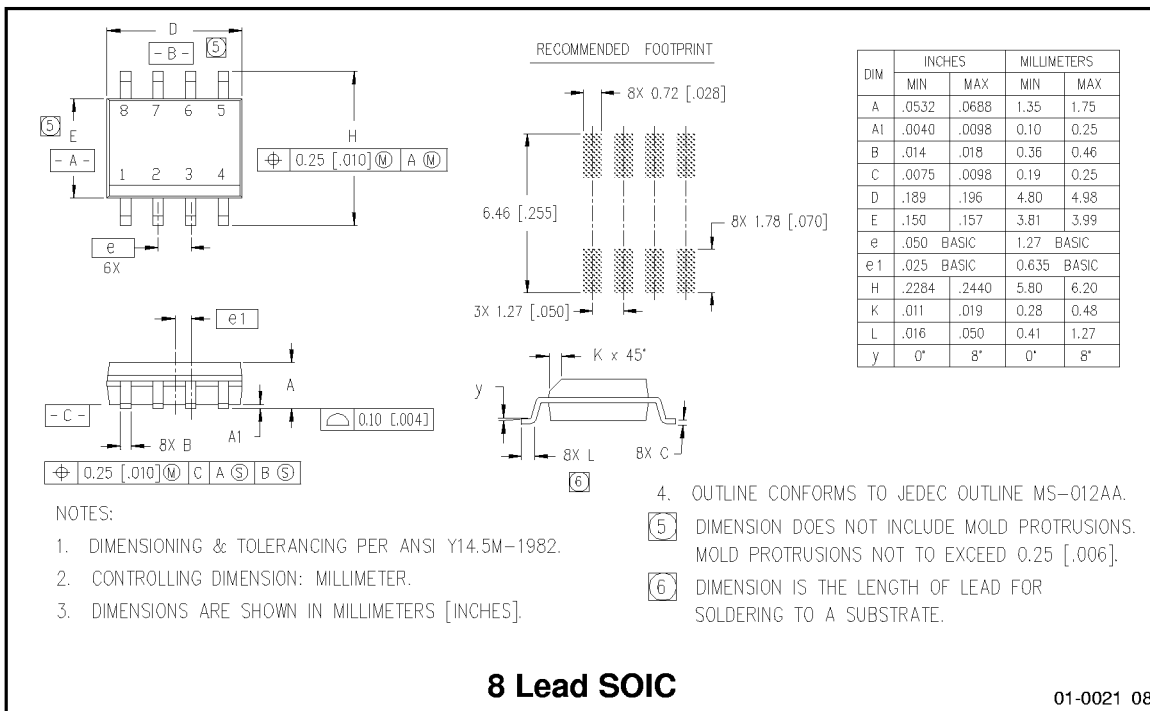 D
- B -
5
8 7 6 5
5
E
- A -
H
⌖ 0.25 [.010] Ⓜ A Ⓜ
1 2 3 4
e
6X
RECOMMENDED FOOTPRINT
8X 0.72 [.028]
6.46 [.255]
8X 1.78 [.070]
3X 1.27 [.050]
DIM INCHES MILLIMETERS
MIN MAX MIN MAX
A .0532 .0688 1.35 1.75
A1 .0040 .0098 0.10 0.25
B .014 .018 0.36 0.46
C .0075 .0098 0.19 0.25
D .189 .196 4.80 4.98
E .150 .157 3.81 3.99
e .050 BASIC 1.27 BASIC
e1 .025 BASIC 0.635 BASIC
H .2284 .2440 5.80 6.20
K .011 .019 0.28 0.48
L .016 .050 0.41 1.27
y 0° 8° 0° 8°
e1
A
- C -
8X B
A1
⌓ 0.10 [.004]
⌖ 0.25 [.010] Ⓜ C A Ⓢ B Ⓢ
K x 45°
y
8X L
6
8X C
NOTES:
1. DIMENSIONING & TOLERANCING PER ANSI Y14.5M-1982.
2. CONTROLLING DIMENSION: MILLIMETER.
3. DIMENSIONS ARE SHOWN IN MILLIMETERS [INCHES].
4. OUTLINE CONFORMS TO JEDEC OUTLINE MS-012AA.
5 DIMENSION DOES NOT INCLUDE MOLD PROTRUSIONS.
MOLD PROTRUSIONS NOT TO EXCEED 0.25 [.006].
6 DIMENSION IS THE LENGTH OF LEAD FOR
SOLDERING TO A SUBSTRATE.
8 Lead SOIC
01-0021 08